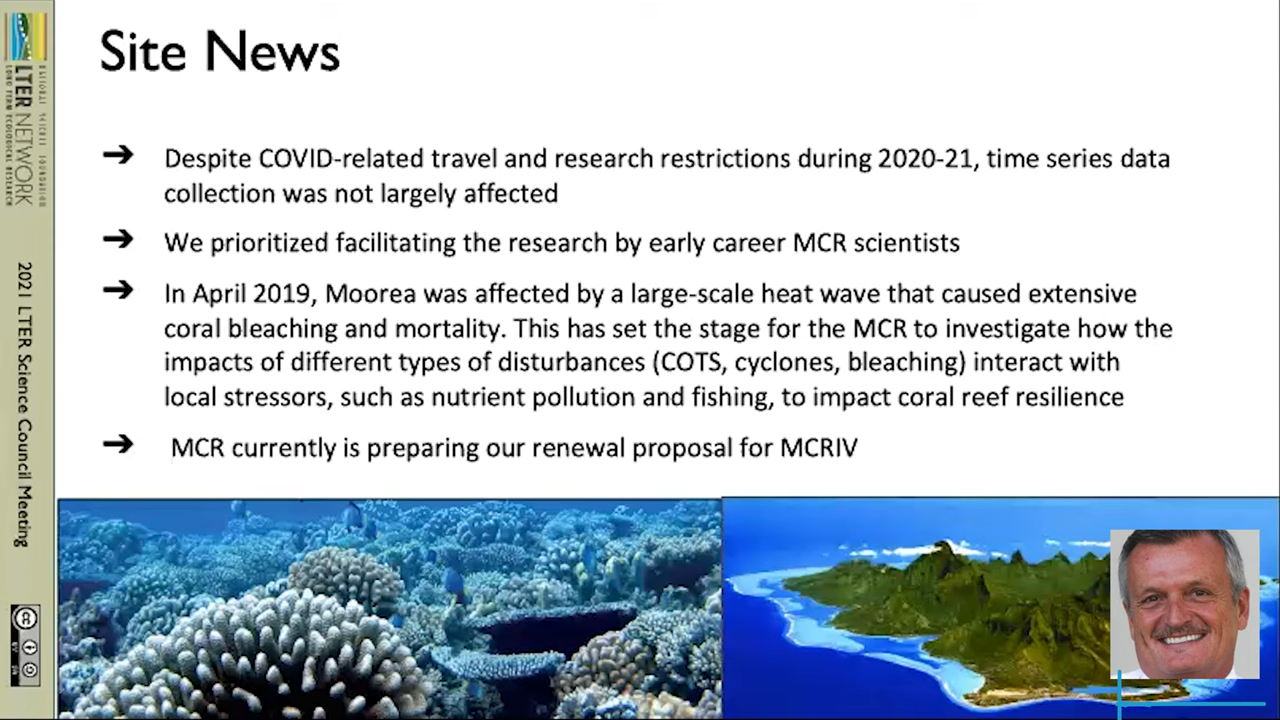 Site News
➔ Despite COVID-related travel and research restrictions during 2020-21, time series data
collection was not largely affected
➔ We prioritized facilitating the research by early career MCR scientists
➔ In April 2019, Moorea was affected by a large-scale heat wave that caused extensive
coral bleaching and mortality. This has set the stage for the MCR to investigate how the
impacts of different types of disturbances (COTS, cyclones, bleaching) interact with
local stressors, such as nutrient pollution and fishing, to impact coral reef resilience
➔ MCR currently is preparing our renewal proposal for MCRIV
LTER NETWORK
LONG TERM ECOLOGICAL RESEARCH
2021 LTER Science Council Meeting
cc